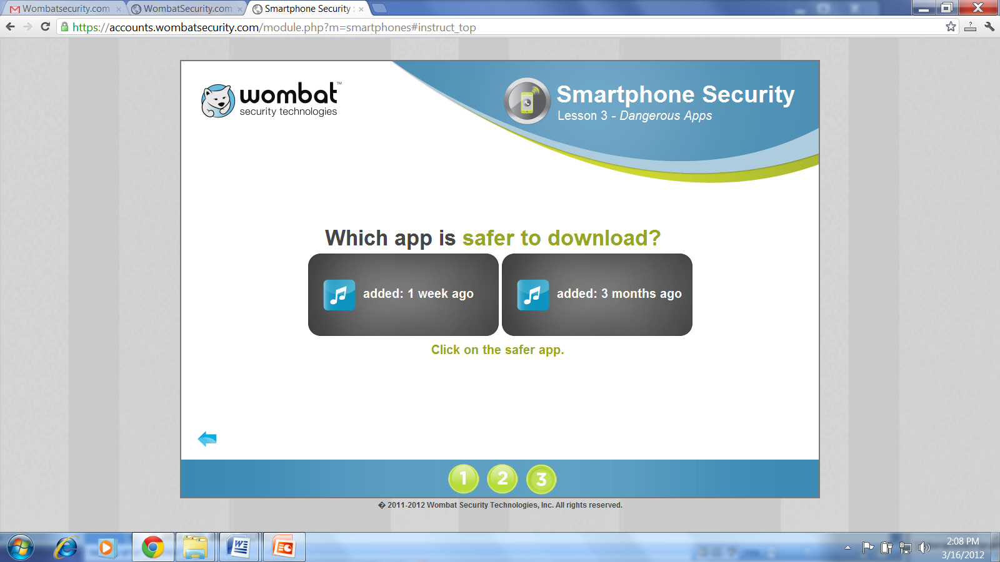 Wombatsecurity.com
WombatSecurity.com
Smartphone Security :
https://accounts.wombatsecurity.com/module.php?m=smartphones#instruct_top
wombat™
security technologies
Smartphone Security
Lesson 3 - Dangerous Apps
Which app is safer to download?
added: 1 week ago
added: 3 months ago
Click on the safer app.
1 2 3
� 2011-2012 Wombat Security Technologies, Inc. All rights reserved.
2:08 PM
3/16/2012